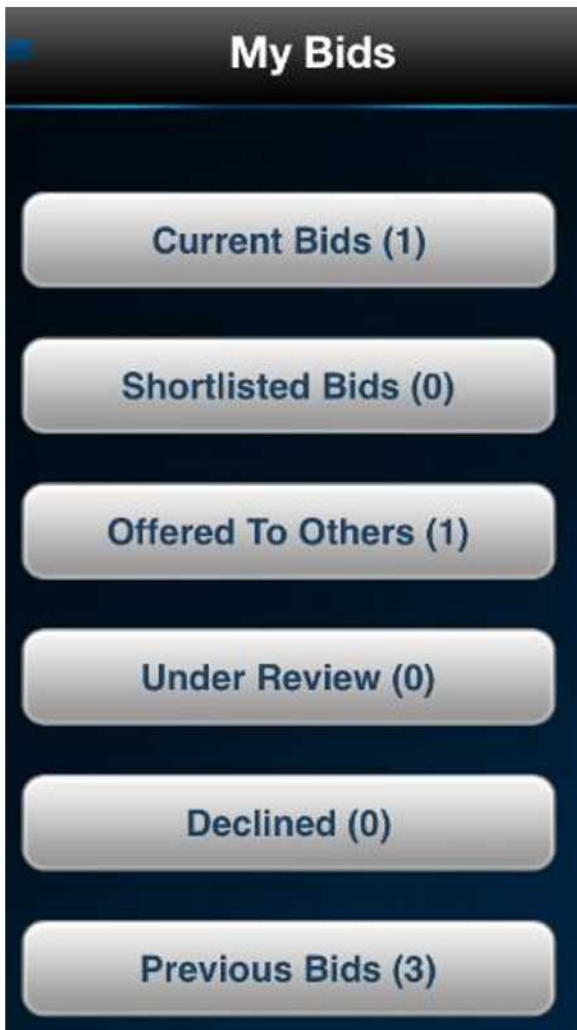 My Bids
Current Bids (1)
Shortlisted Bids (0)
Offered To Others (1)
Under Review (0)
Declined (0)
Previous Bids (3)